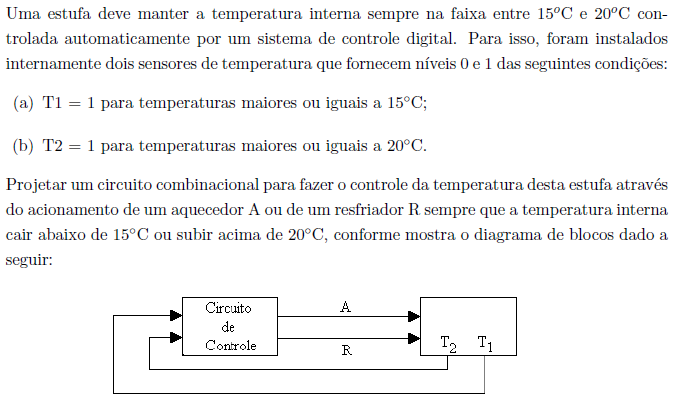 Uma estufa deve manter a temperatura interna sempre na faixa entre 15°C e 20°C con-
trolada automaticamente por um sistema de controle digital. Para isso, foram instalados
internamente dois sensores de temperatura que fornecem níveis 0 e 1 das seguintes condições:
(a) T1 = 1 para temperaturas maiores ou iguais a 15°C;
(b) T2 = 1 para temperaturas maiores ou iguais a 20°C.
Projetar um circuito combinacional para fazer o controle da temperatura desta estufa através
do acionamento de um aquecedor A ou de um resfriador R sempre que a temperatura interna
cair abaixo de 15°C ou subir acima de 20°C, conforme mostra o diagrama de blocos dado a
seguir:
Circuito
de
Controle
A
R
T2 T1